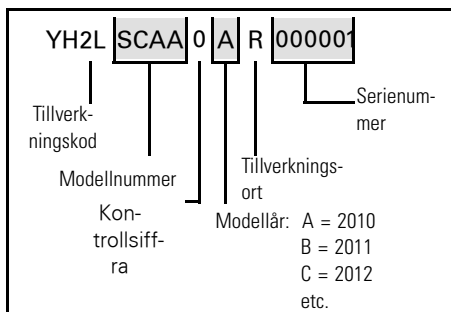 YH2L SCAA 0 A R 000001
Tillverk-
ningskod
Serienum-
mer
Modellnummer
Tillverknings-
ort
Kon-
trollsiff-
ra
Modellår: A = 2010
B = 2011
C = 2012
etc.